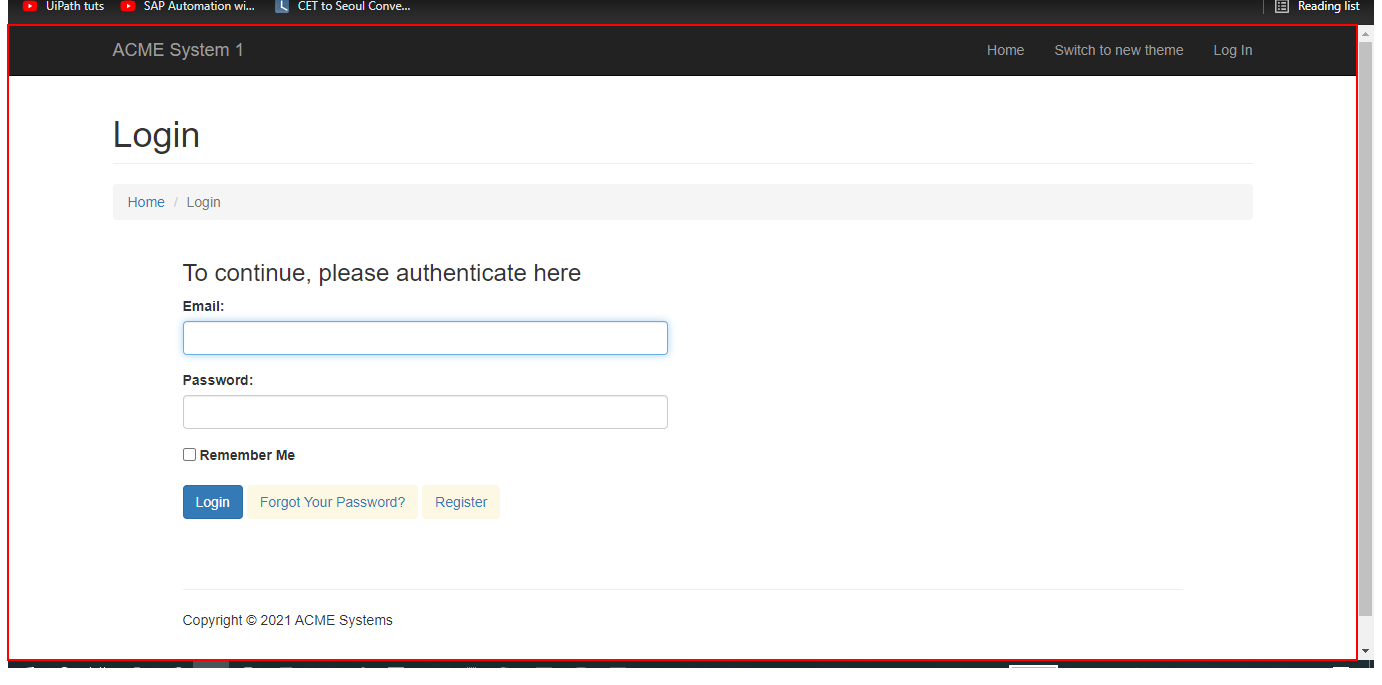 UiPath tuts SAP Automation wi... CET to Seoul Conve... Reading list
ACME System 1 Home Switch to new theme Log In
Login
Home / Login
To continue, please authenticate here
Email:
Password:
Remember Me
Login Forgot Your Password? Register
Copyright © 2021 ACME Systems